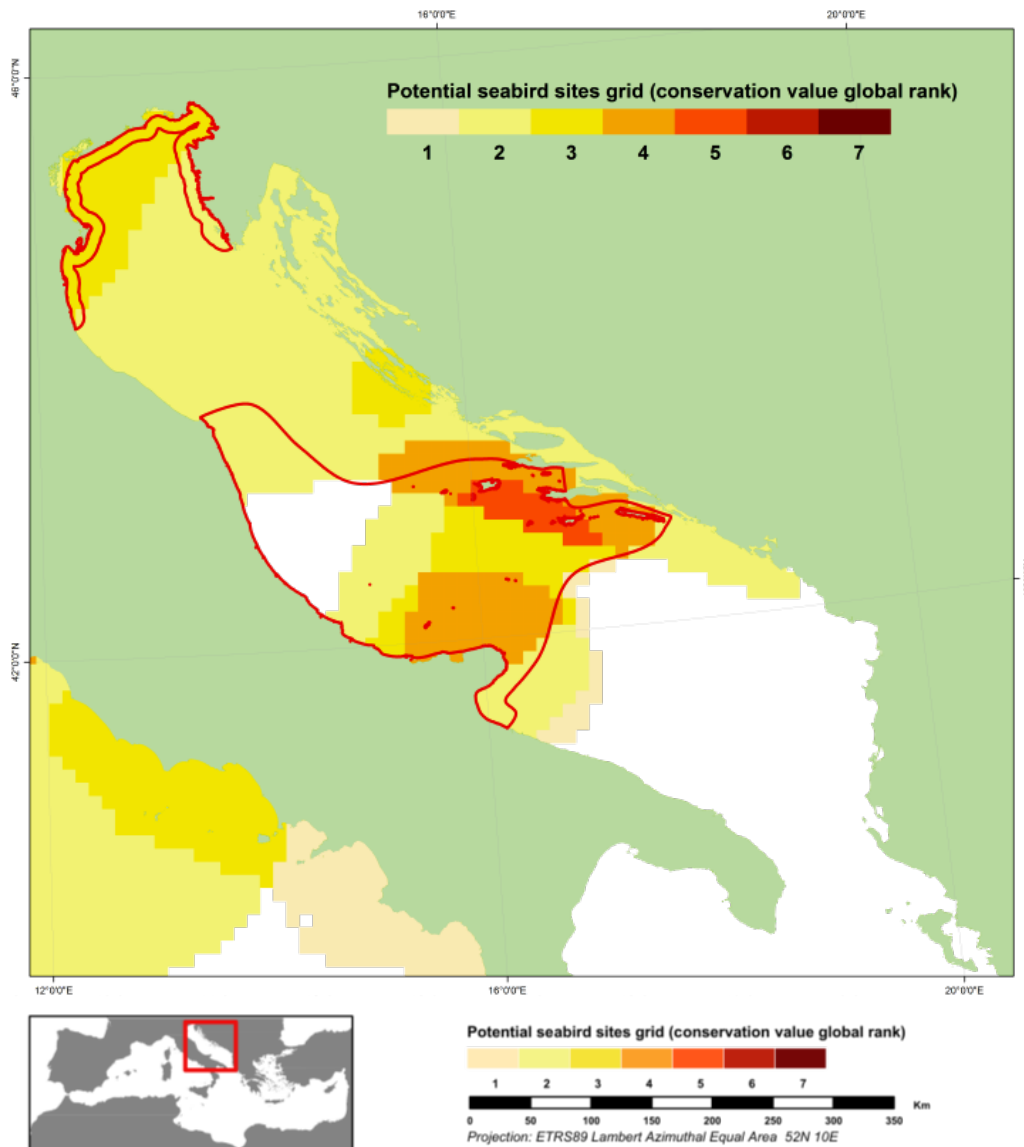 16°0'0"E 20°0'0"E
46°0'0"N
Potential seabird sites grid (conservation value global rank)
1 2 3 4 5 6 7
42°0'0"N
12°0'0"E 16°0'0"E 20°0'0"E
Potential seabird sites grid (conservation value global rank)
1 2 3 4 5 6 7
Km
0 50 100 150 200 250 300 350
Projection: ETRS89 Lambert Azimuthal Equal Area 52N 10E